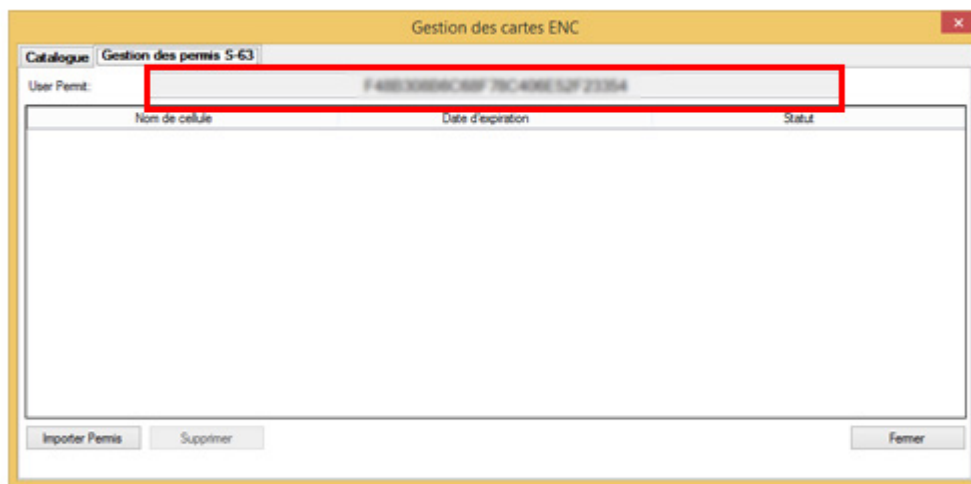 Gestion des cartes ENC
Catalogue Gestion des permis S-63
User Permit:
Nom de cellule Date d'expiration Statut
Importer Permis Supprimer Fermer